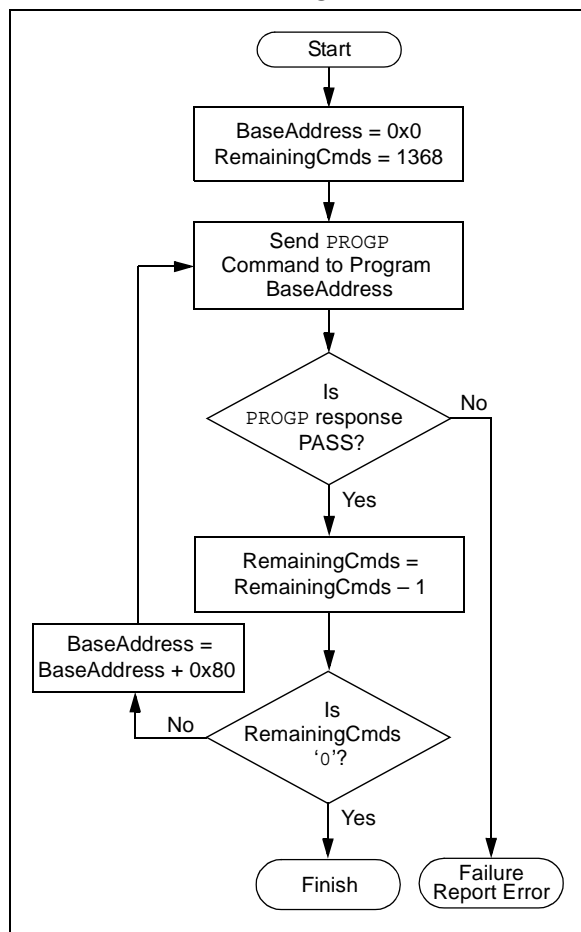 Start
BaseAddress = 0x0
RemainingCmds = 1368
Send PROGP
Command to Program
BaseAddress
Is
PROGP response
PASS?
No
Yes
RemainingCmds =
RemainingCmds – 1
BaseAddress =
BaseAddress + 0x80
Is
RemainingCmds
‘0’?
No
Yes
Finish
Failure
Report Error